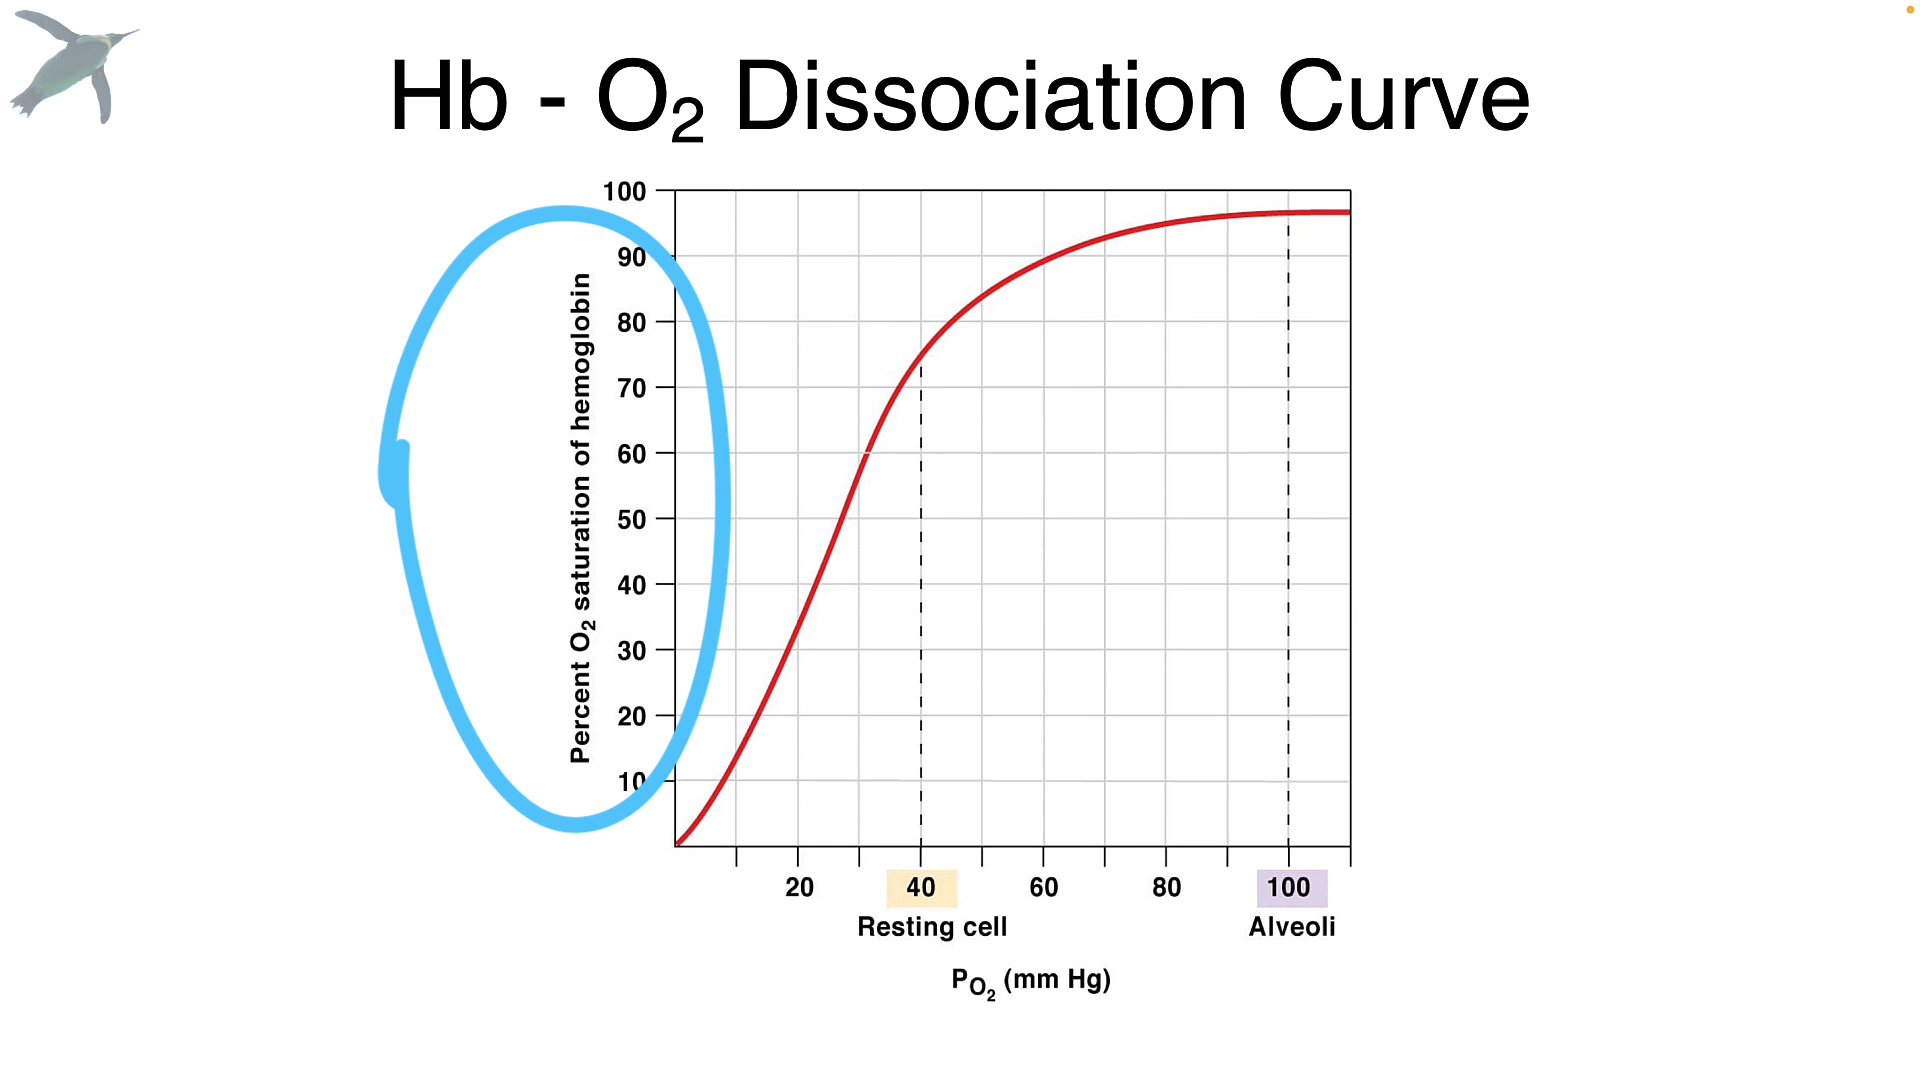 Hb - O₂ Dissociation Curve
100
90
80
70
60
50
40
30
20
10
Percent O₂ saturation of hemoglobin
20 40 60 80 100
Resting cell Alveoli
PO₂ (mm Hg)